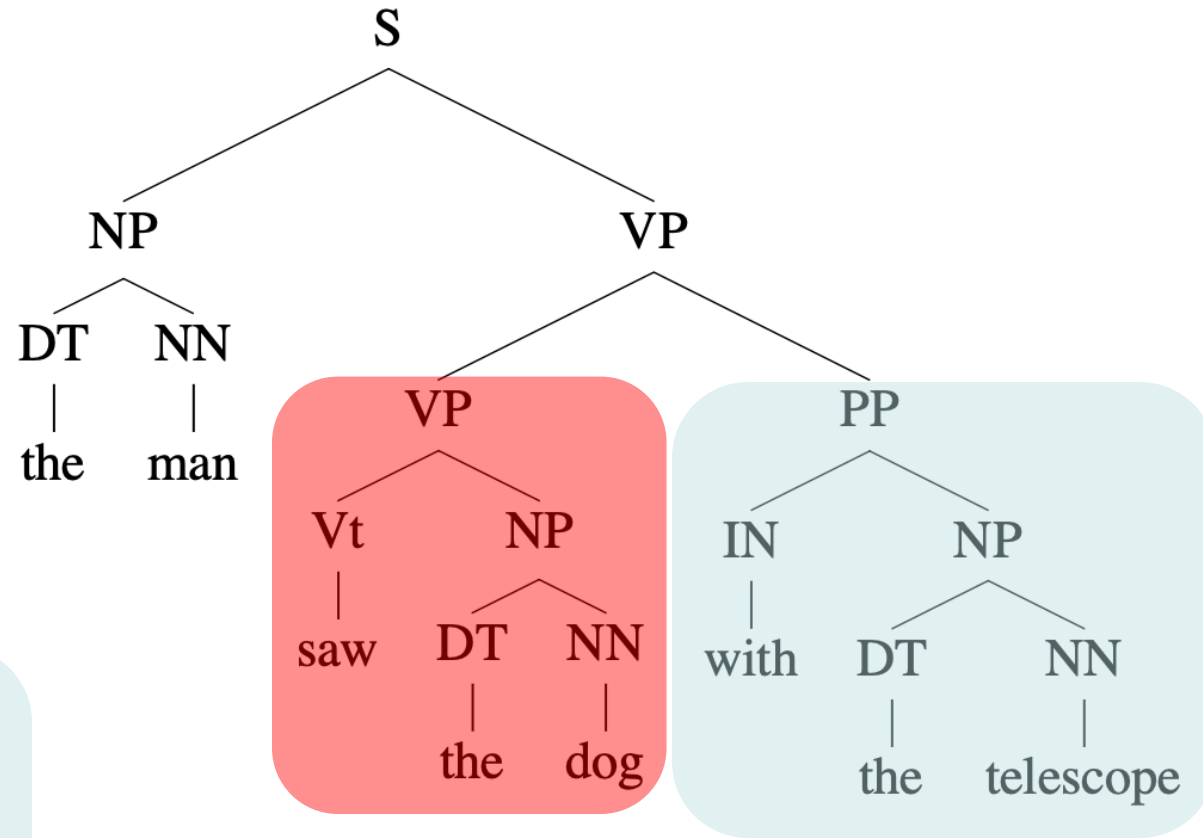 S
NP VP
DT NN
VP PP
the man
Vt NP IN NP
saw DT NN with DT NN
the dog the telescope